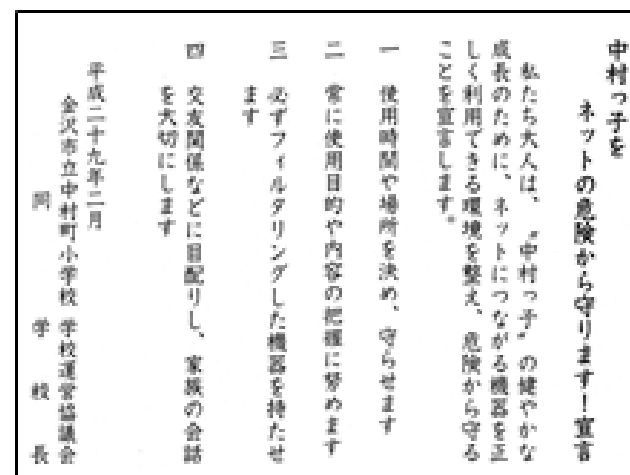 中村っ子を
ネットの危険から守ります！宣言
私たち大人は、“中村っ子”の健やかな
成長のために、ネットにつながる機器を正
しく利用できる環境を整え、危険から守る
ことを宣言します。
一 使用時間や場所を決め、守らせます
二 常に使用目的や内容の把握に努めます
三 必ずフィルタリングした機器を持たせ
ます
四 交友関係などに目配りし、家族の会話
を大切にします
平成二十九年二月
金沢市立中村町小学校 学校運営協議会
同 学校長